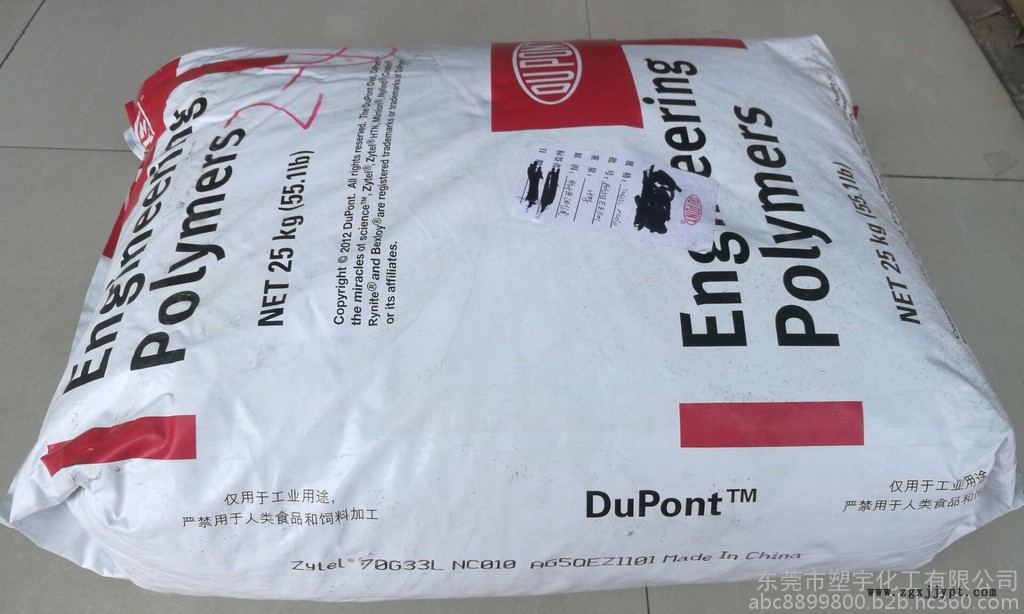 Engineering
Polymers
NET 25 kg (55.1lb)
Copyright © 2012 DuPont. All rights reserved. The DuPont Oval,
the miracles of science™, Zytel®, Zytel®HTN, Minlon®,
Rynite® and Bexloy® are registered trademarks or trademarks of
or its affiliates.
DUPONT
Engineering
Polymers
NET 25 kg (55.1lb)
DUPONT
仅用于工业用途,
严禁用于人类食品和饲料加工
DuPont™
仅用于工业用途
严禁用于人类食品和饲料加工
Zytel® 70G33L NC010 AG5QEZ1101 Made In China
东莞市塑宇化工有限公司
abc8899800.b2b.hc360.com
www.zgxjjypt.com